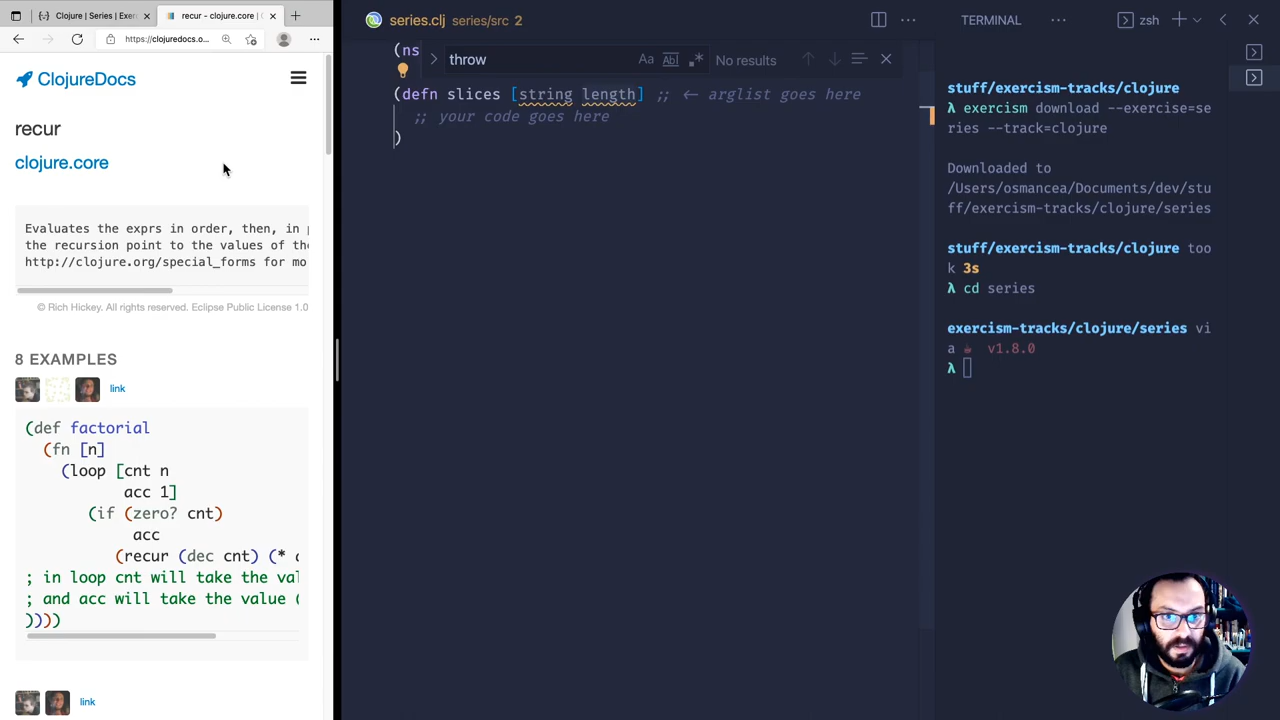 Clojure | Series | Exer
recur - clojure.core |
https://clojuredocs.o...
ClojureDocs
recur
clojure.core
Evaluates the exprs in order, then, in
the recursion point to the values of the
http://clojure.org/special_forms for mo
© Rich Hickey. All rights reserved. Eclipse Public License 1.0
8 EXAMPLES
link
(def factorial
(fn [n]
(loop [cnt n
acc 1]
(if (zero? cnt)
acc
(recur (dec cnt) (*
; in loop cnt will take the val
; and acc will take the value (
))))
link
series.clj series/src 2
(ns
throw
Aa
Ab
.*
No results
(defn slices [string length] ;; <- arglist goes here
;; your code goes here
)
TERMINAL
zsh
stuff/exercism-tracks/clojure
λ exercism download --exercise=se
ries --track=clojure
Downloaded to
/Users/osmancea/Documents/dev/stu
ff/exercism-tracks/clojure/series
stuff/exercism-tracks/clojure too
k 3s
λ cd series
exercism-tracks/clojure/series vi
a v1.8.0
λ